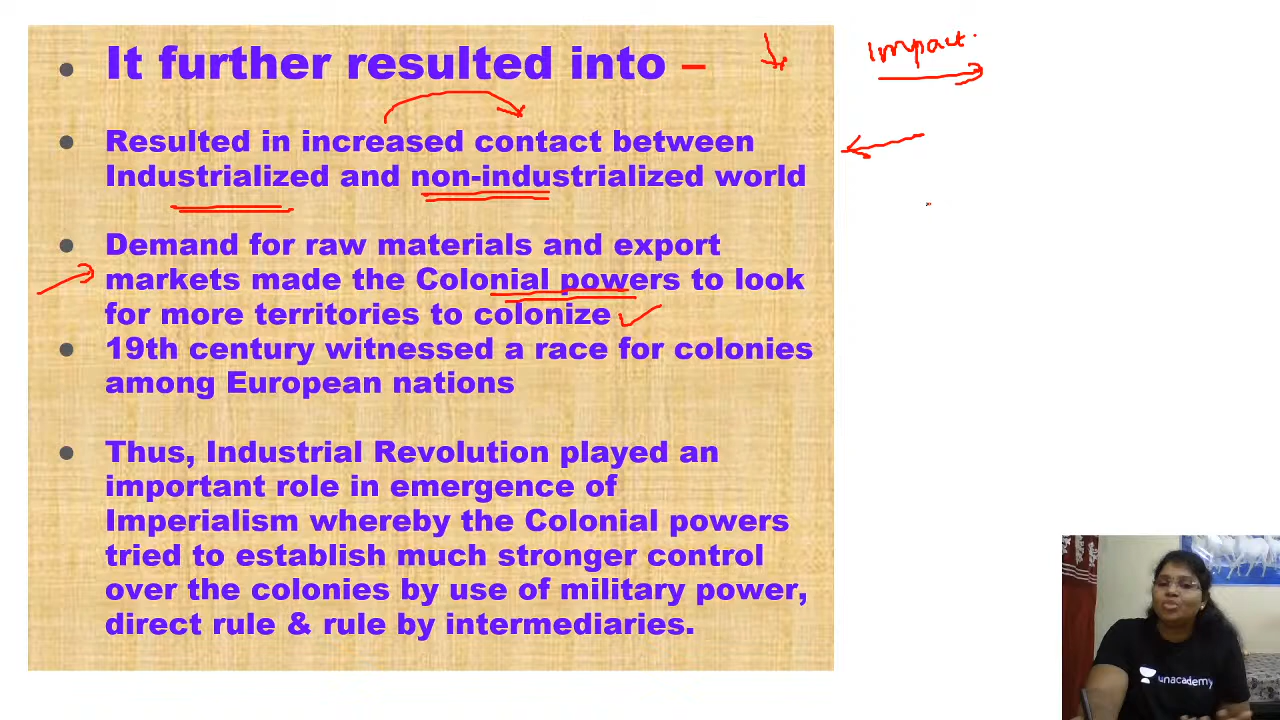 It further resulted into –
Impact.
Resulted in increased contact between
Industrialized and non-industrialized world
Demand for raw materials and export
markets made the Colonial powers to look
for more territories to colonize
19th century witnessed a race for colonies
among European nations
Thus, Industrial Revolution played an
important role in emergence of
Imperialism whereby the Colonial powers
tried to establish much stronger control
over the colonies by use of military power,
direct rule & rule by intermediaries.
unacademy